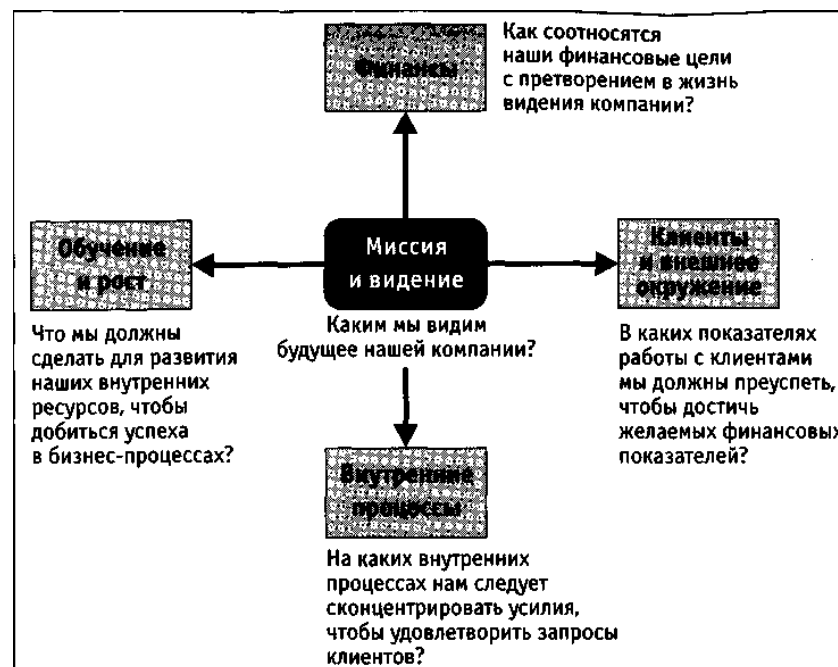 Финансы
Как соотносятся
наши финансовые цели
с претворением в жизнь
видения компании?
Обучение
и рост
Что мы должны
сделать для развития
наших внутренних
ресурсов, чтобы
добиться успеха
в бизнес-процессах?
Миссия
и видение
Каким мы видим
будущее нашей компании?
Клиенты
и внешнее
окружение
В каких показателях
работы с клиентами
мы должны преуспеть,
чтобы достичь
желаемых финансовых
показателей?
Внутренние
процессы
На каких внутренних
процессах нам следует
сконцентрировать усилия,
чтобы удовлетворить запросы
клиентов?